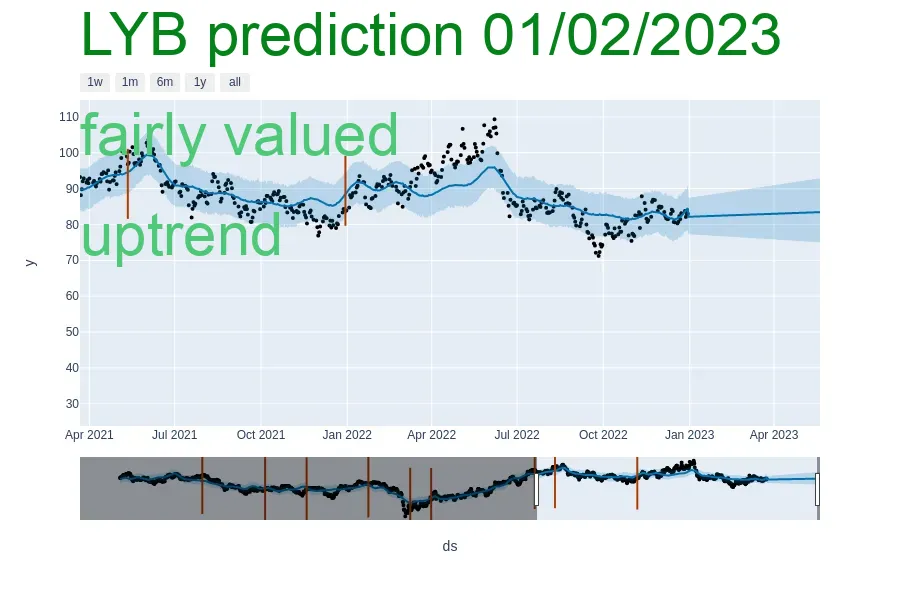 LYB prediction 01/02/2023
1w 1m 6m 1y all
fairly valued
uptrend
110
100
90
80
70
60
50
40
30
y
Apr 2021 Jul 2021 Oct 2021 Jan 2022 Apr 2022 Jul 2022 Oct 2022 Jan 2023 Apr 2023
ds